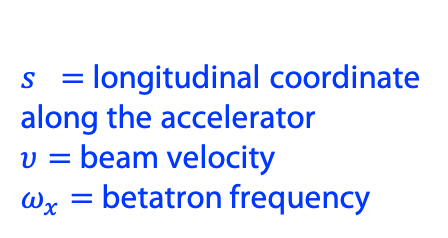 s = longitudinal coordinate
along the accelerator
υ = beam velocity
ωₓ = betatron frequency